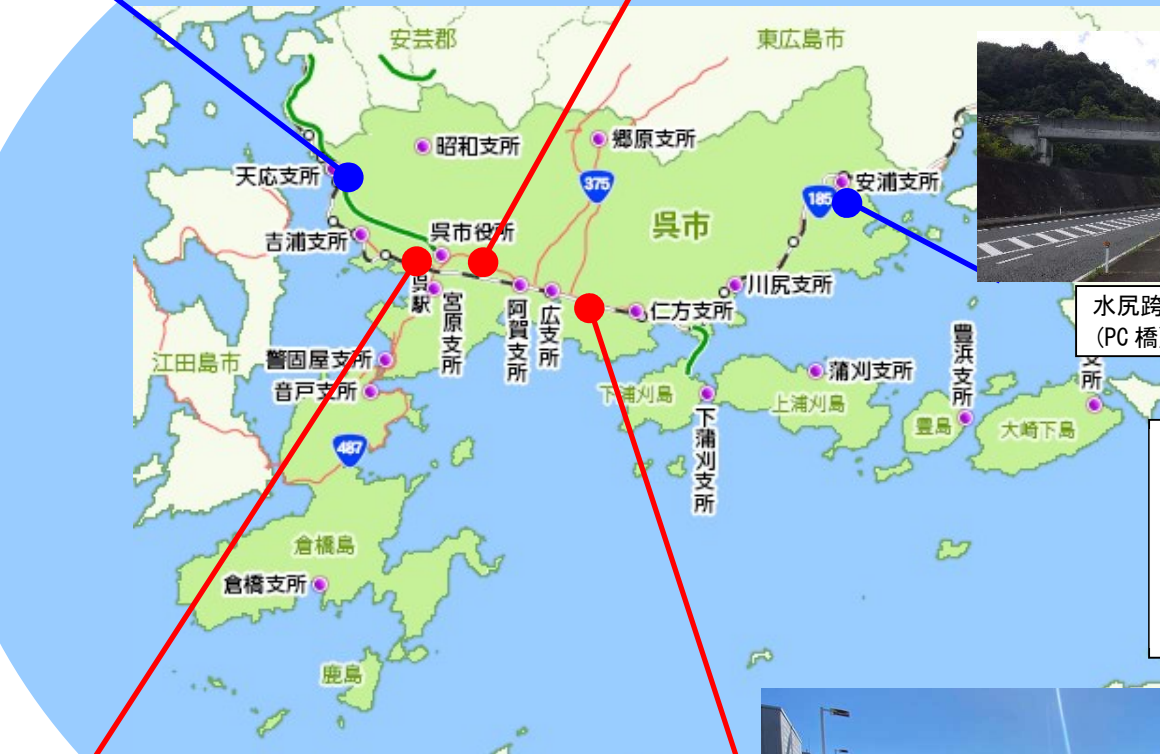 安芸郡
東広島市
昭和支所
郷原支所
天応支所
375
安浦支所
185
呉市役所
呉市
吉浦支所
呉駅
宮原支所
阿賀支所
広支所
仁方支所
川尻支所
水尻跨
(PC橋
江田島市
警固屋支所
音戸支所
下蒲刈島
蒲刈支所
上蒲刈島
豊浜支所
支所
豊島
大崎下島
487
下蒲刈支所
倉橋島
倉橋支所
鹿島